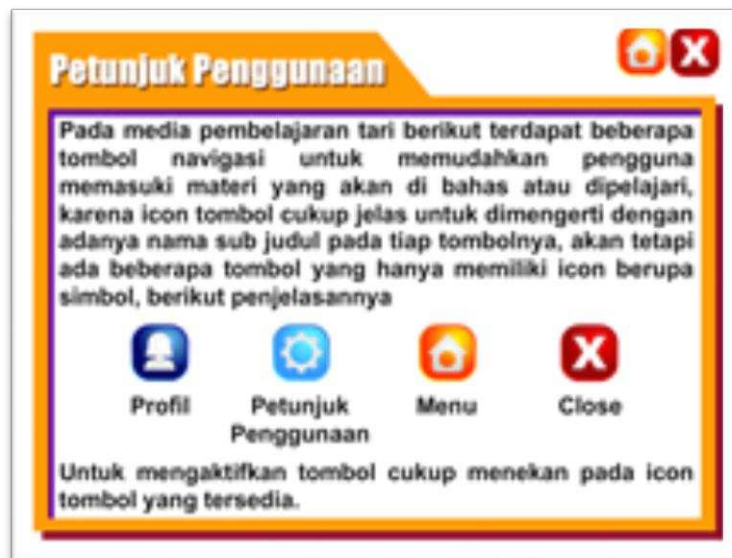 Petunjuk Penggunaan
Pada media pembelajaran tari berikut terdapat beberapa
tombol navigasi untuk memudahkan pengguna
memasuki materi yang akan di bahas atau dipelajari,
karena icon tombol cukup jelas untuk dimengerti dengan
adanya nama sub judul pada tiap tombolnya, akan tetapi
ada beberapa tombol yang hanya memiliki icon berupa
simbol, berikut penjelasannya
Profil Petunjuk Menu Close
Penggunaan
Untuk mengaktifkan tombol cukup menekan pada icon
tombol yang tersedia.